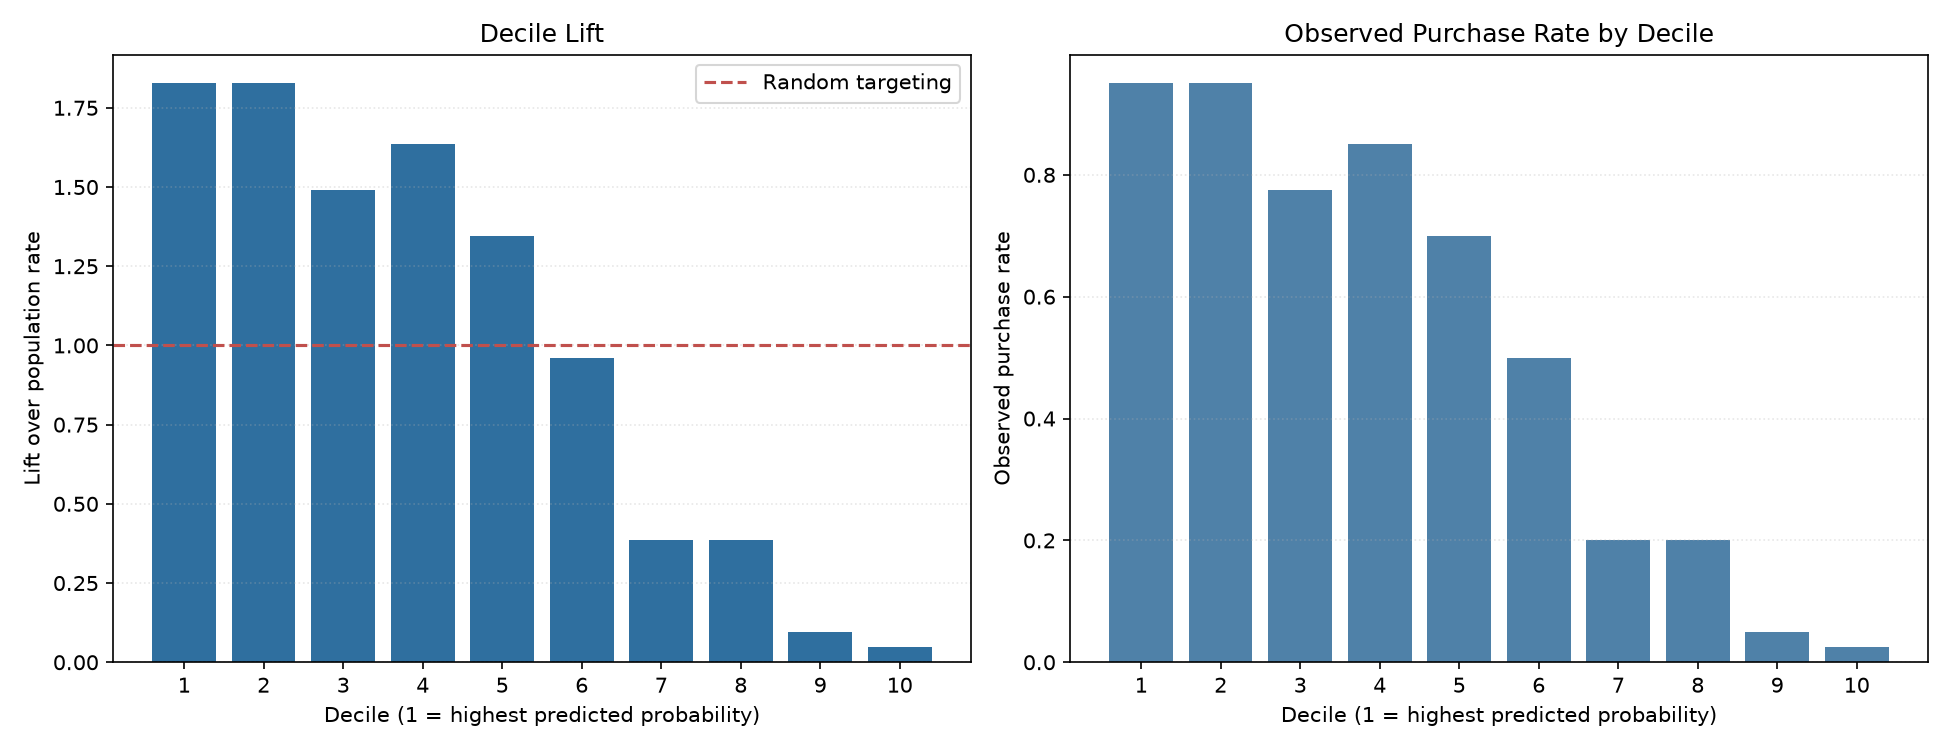 Decile Lift
Random targeting
Lift over population rate
1.75
1.50
1.25
1.00
0.75
0.50
0.25
0.00
1 2 3 4 5 6 7 8 9 10
Decile (1 = highest predicted probability)
Observed Purchase Rate by Decile
Observed purchase rate
0.8
0.6
0.4
0.2
0.0
1 2 3 4 5 6 7 8 9 10
Decile (1 = highest predicted probability)